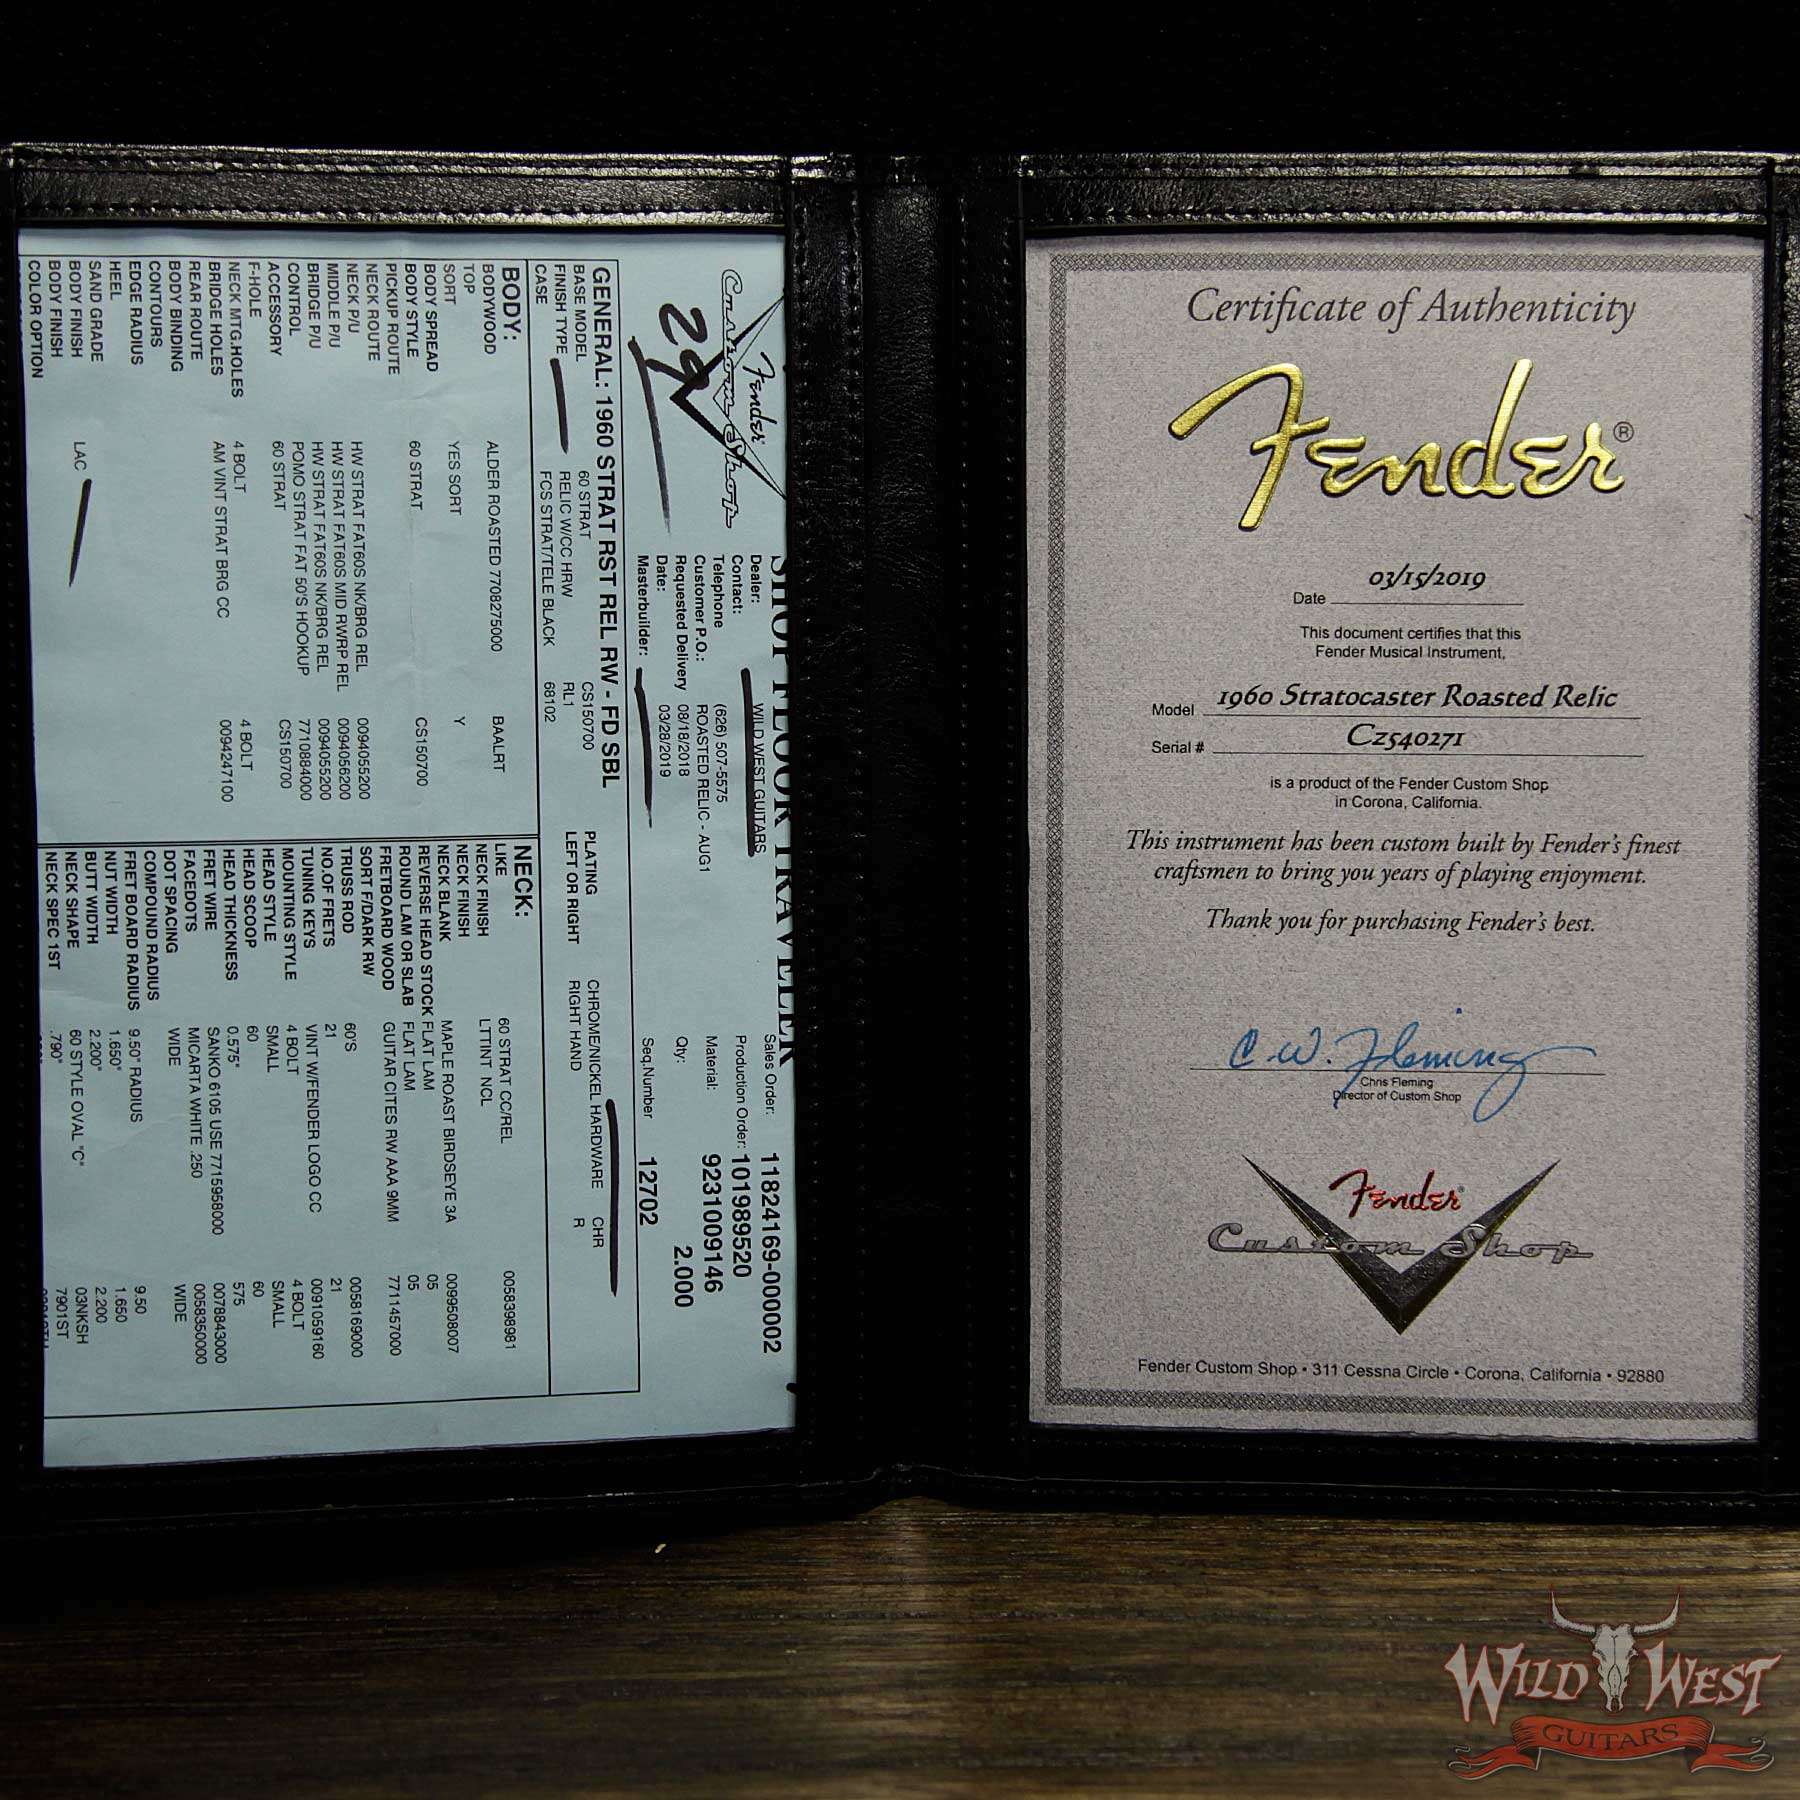 SHOP FLOOR TRAVELER
Fender
Custom Shop
29
Dealer: WILD WEST GUITARS
Contact:
Telephone (626) 507-5575
Customer P.O.: ROASTED RELIC - AUG1
Requested Delivery 08/18/2018
Date: 03/28/2019
Masterbuilder:
Sales Order: 11824169-000002
Production Order: 101989520
Material: 9231009146
Qty: 2.000
Seq.Number 12702
GENERAL: 1960 STRAT RST REL RW - FD SBL
BASE MODEL 60 STRAT CS150700
FINISH TYPE RELIC W/CC HRW RL1
CASE FCS STRAT/TELE BLACK 68102
PLATING CHROME/NICKEL HARDWARE CHR
LEFT OR RIGHT RIGHT HAND R
BODY:
BODYWOOD ALDER ROASTED 7708275000 BAALRT
TOP
SORT YES SORT Y
BODY SPREAD
BODY STYLE 60 STRAT CS150700
PICKUP ROUTE
NECK ROUTE
NECK P/U HW STRAT FAT60S NK/BRG REL 0094055200
MIDDLE P/U HW STRAT FAT60S MID RWRP REL 0094056200
BRIDGE P/U HW STRAT FAT60S NK/BRG REL 0094055200
CONTROL POMO STRAT FAT 50'S HOOKUP 7710884000
ACCESSORY 60 STRAT CS150700
F-HOLE
NECK MTG.HOLES 4 BOLT 4 BOLT
BRIDGE HOLES AM VINT STRAT BRG CC 0094247100
REAR ROUTE
BODY BINDING
CONTOURS
EDGE RADIUS
HEEL
SAND GRADE
BODY FINISH LAC
BODY FINISH
COLOR OPTION
NECK:
LIKE 60 STRAT CC/REL 0058398981
NECK FINISH LTTINT NCL
NECK FINISH
NECK BLANK MAPLE ROAST BIRDSEYE 3A 0099508007
REVERSE HEAD STOCK FLAT LAM 05
ROUND LAM OR SLAB FLAT LAM 05
FRETBOARD WOOD GUITAR CITES RW AAA 9MM 7711457000
SORT F/DARK RW
TRUSS ROD 60'S 0058169000
NO.OF FRETS 21 21
TUNING KEYS VINT W/FENDER LOGO CC 0091059160
MOUNTING STYLE 4 BOLT 4 BOLT
HEAD STYLE SMALL SMALL
HEAD SCOOP 60 60
HEAD THICKNESS 0.575" 575
FRET WIRE SANKO 6105 USE 7715958000 0078843000
FACEDOTS MICARTA WHITE .250 0058350000
DOT SPACING WIDE WIDE
COMPOUND RADIUS
FRET BOARD RADIUS 9.50" RADIUS 9.50
NUT WIDTH 1.650" 1.650
BUTT WIDTH 2.200" 2.200
NECK SHAPE 60 STYLE OVAL "C" 03NKSH
NECK SPEC 1ST .790" 7901ST
Certificate of Authenticity
Fender®
03/15/2019
Date
This document certifies that this
Fender Musical Instrument,
Model 1960 Stratocaster Roasted Relic
Serial # CZ540271
is a product of the Fender Custom Shop
in Corona, California.
This instrument has been custom built by Fender's finest
craftsmen to bring you years of playing enjoyment.
Thank you for purchasing Fender's best.
C W. Fleming
Chris Fleming
Director of Custom Shop
Fender®
Custom Shop
Fender Custom Shop • 311 Cessna Circle • Corona, California • 92880
WILD WEST
GUITARS